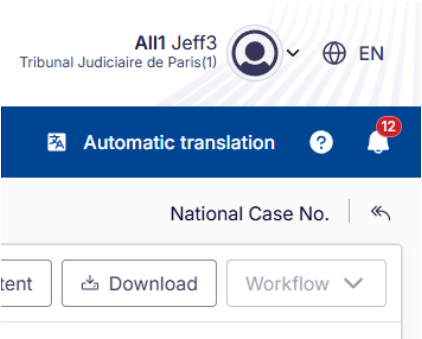 All1 Jeff3
Tribunal Judiciaire de Paris(1)
EN
Automatic translation
?
12
National Case No.
tent
Download
Workflow